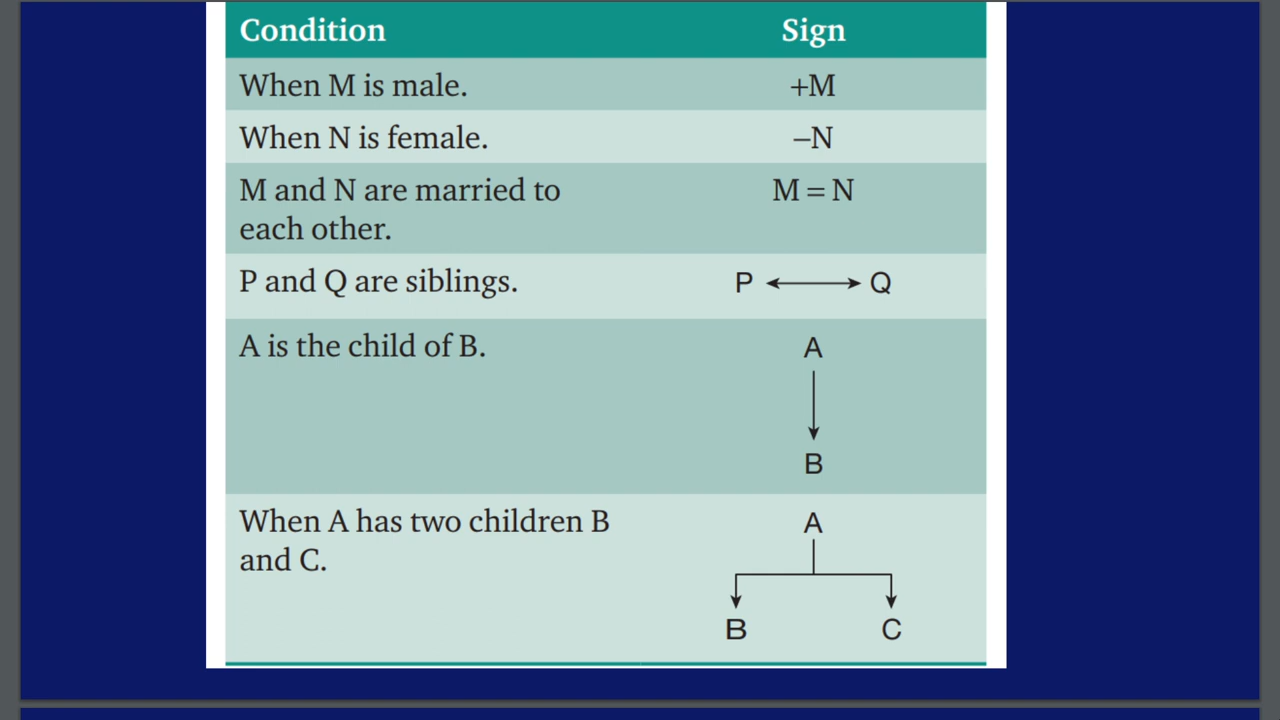 Condition Sign
When M is male. +M
When N is female. –N
M and N are married to M = N
each other.
P and Q are siblings. P Q
A is the child of B. A
B
When A has two children B A
and C.
B C